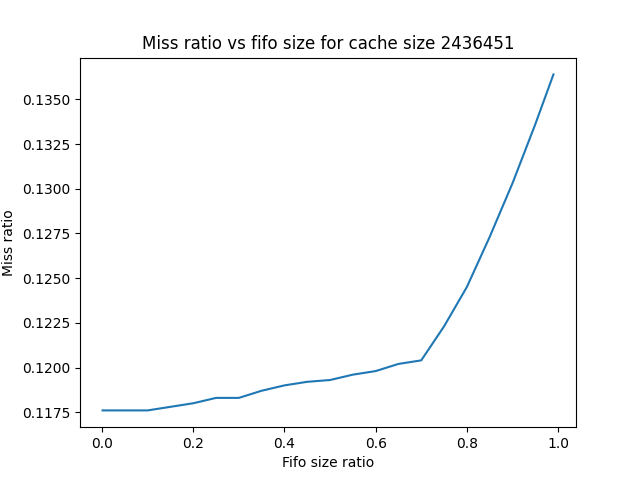 Miss ratio vs fifo size for cache size 2436451
Miss ratio
0.1350
0.1325
0.1300
0.1275
0.1250
0.1225
0.1200
0.1175
0.0 0.2 0.4 0.6 0.8 1.0
Fifo size ratio